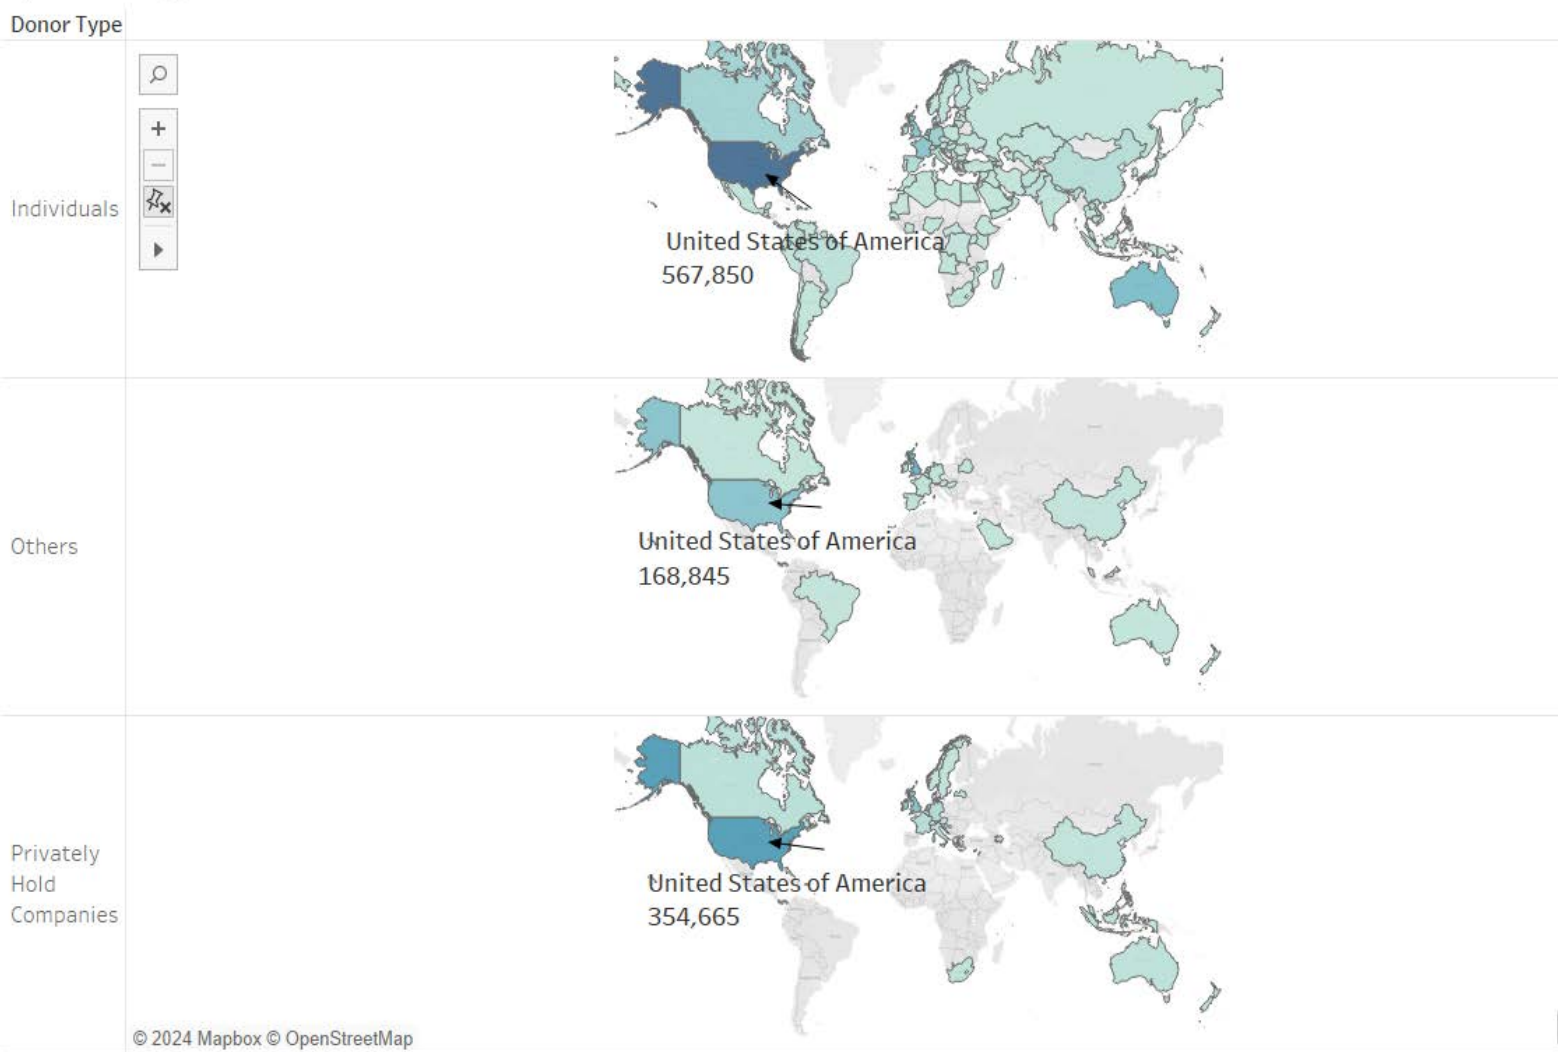 Donor Type
Individuals
United States of America
567,850
Others
United States of America
168,845
Privately
Hold
Companies
United States of America
354,665
© 2024 Mapbox © OpenStreetMap